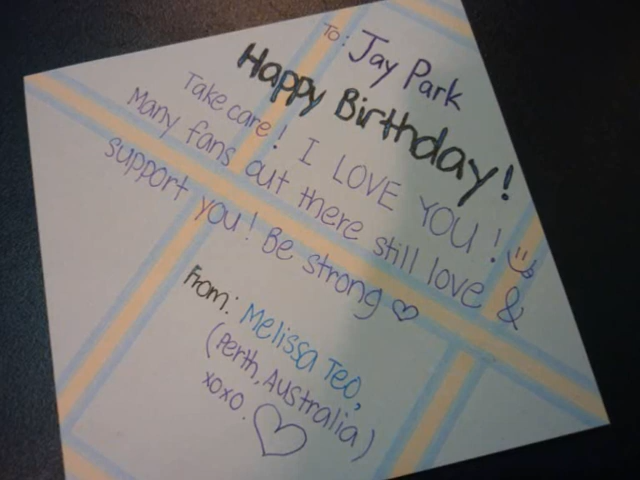 To: Jay Park
Happy Birthday!
Take care! I LOVE YOU!
Many fans out there still love &
support you! Be strong
From: Melissa Teo,
(Perth, Australia)
xoxo.